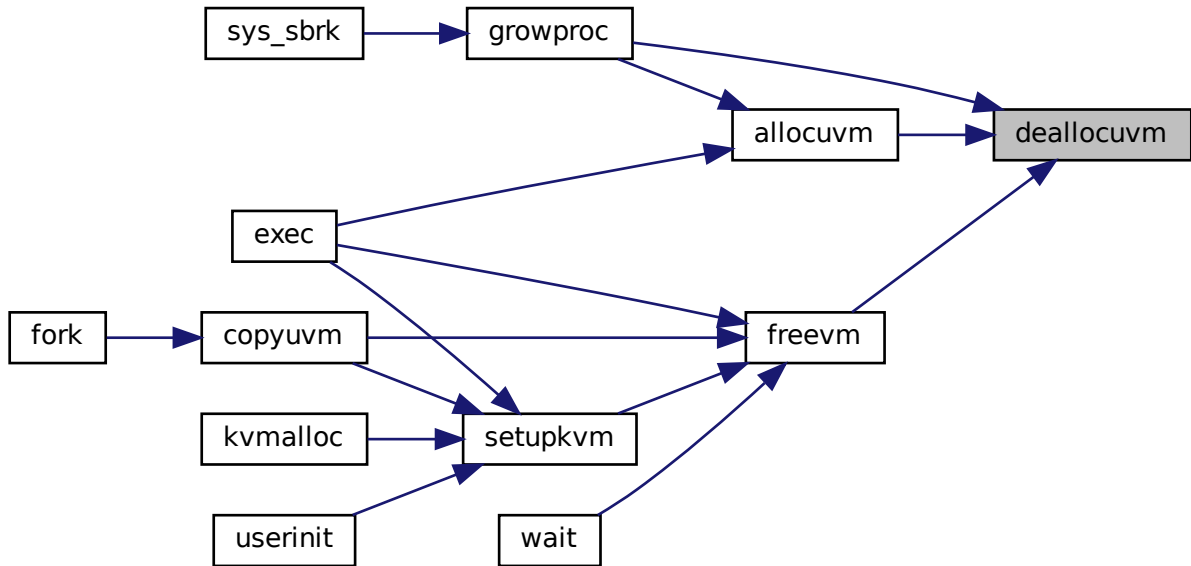 sys_sbrk
growproc
allocuvm
deallocuvm
exec
fork
copyuvm
freevm
kvmalloc
setupkvm
userinit
wait